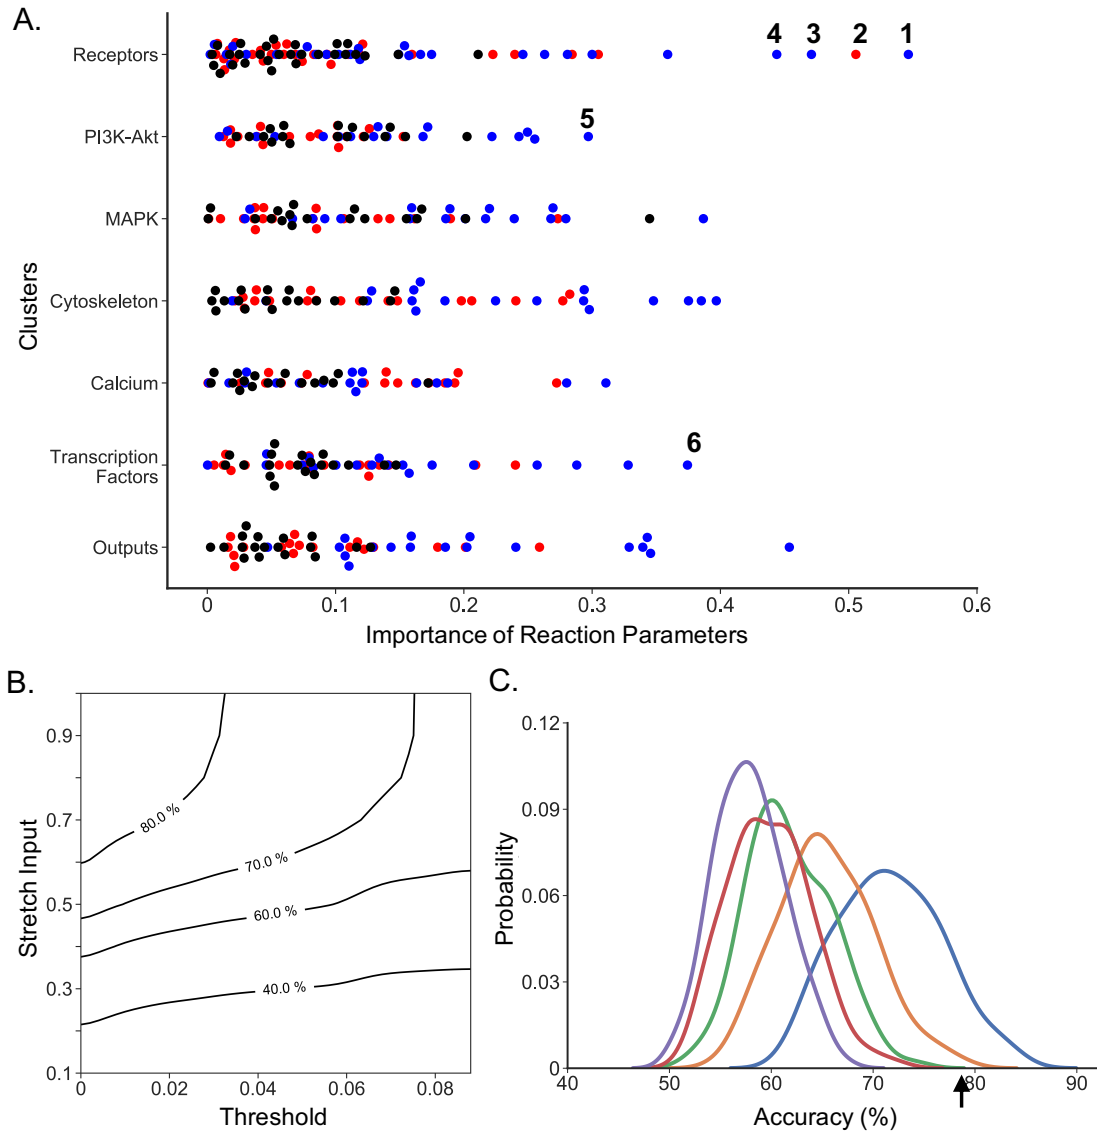 A.
4 3 2 1
Receptors
5
PI3K-Akt
MAPK
Clusters
Cytoskeleton
Calcium
6
Transcription
Factors
Outputs
0 0.1 0.2 0.3 0.4 0.5 0.6
Importance of Reaction Parameters
B.
0.9
0.7
0.5
0.3
0.1
Stretch Input
80.0 %
70.0 %
60.0 %
40.0 %
0 0.02 0.04 0.06 0.08
Threshold
C.
0.12
0.09
0.06
0.03
0
Probability
40 50 60 70 80 90
Accuracy (%)